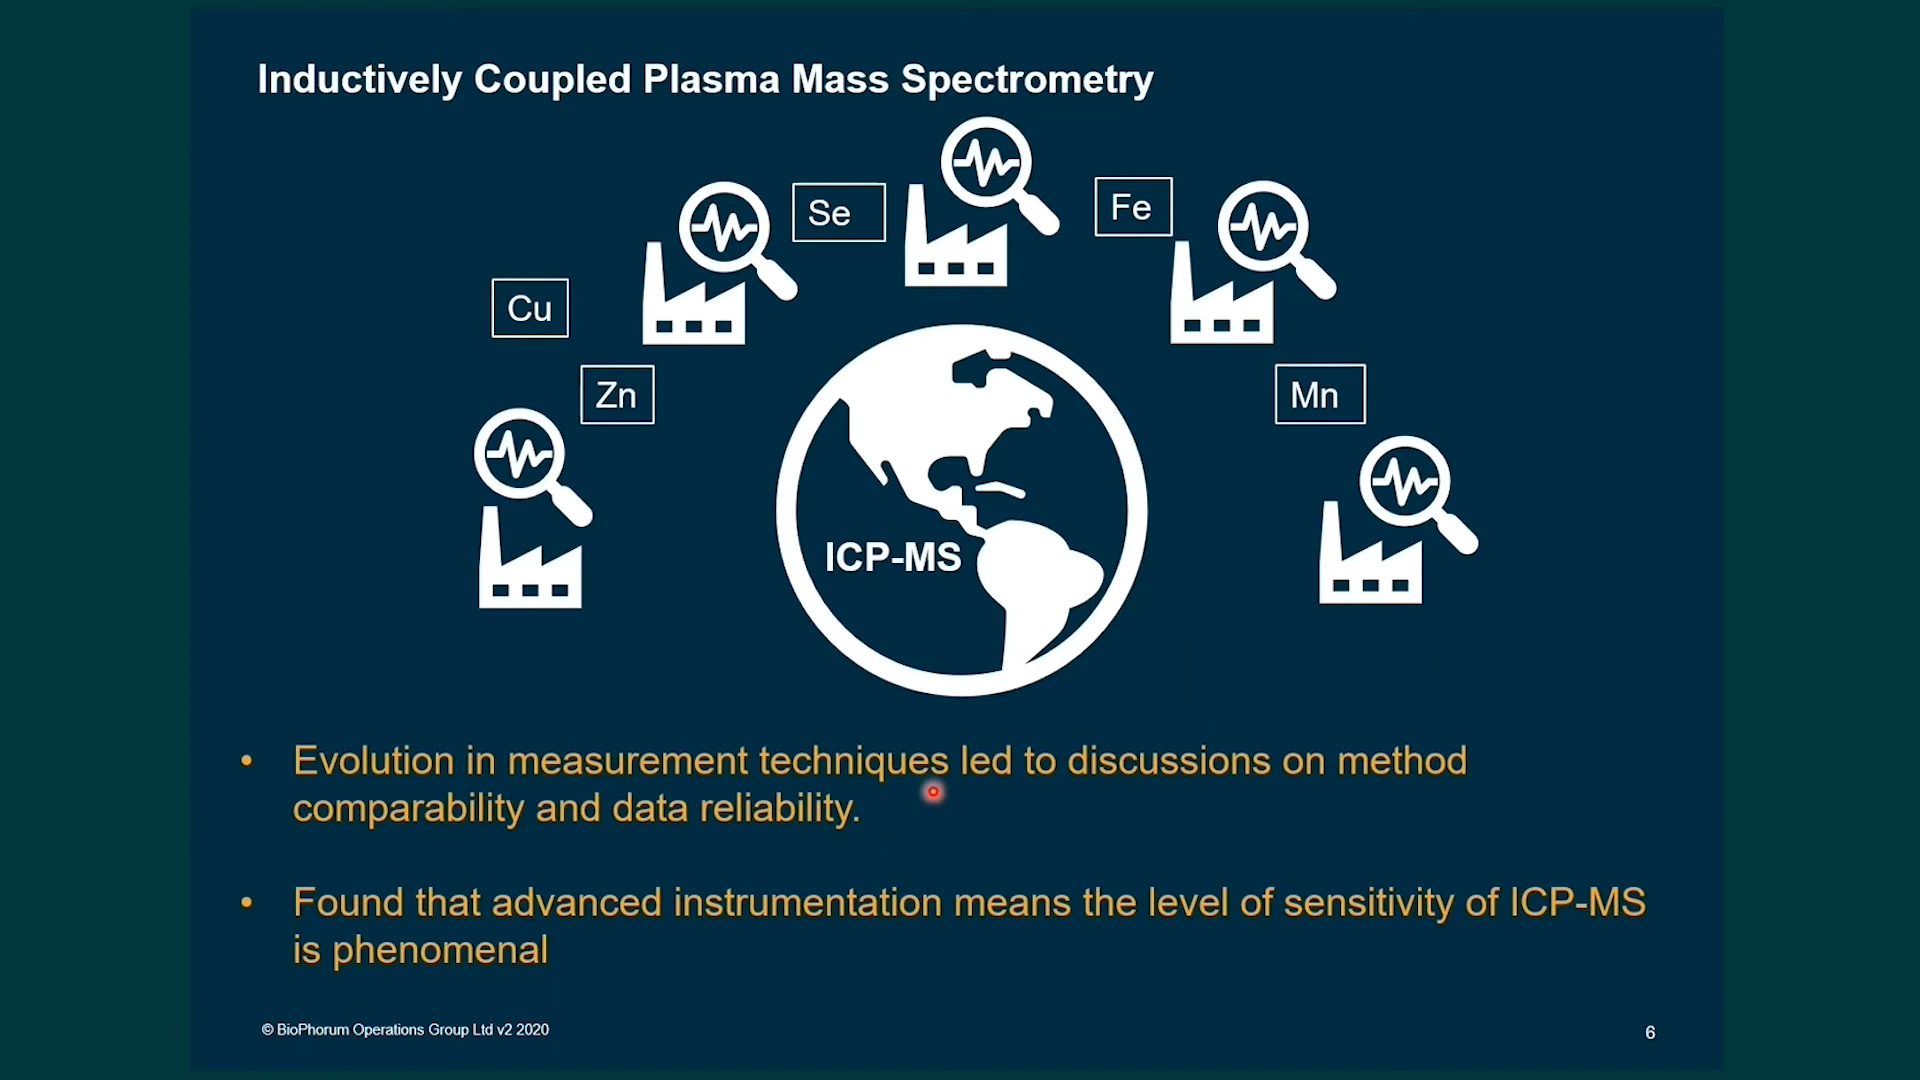 Inductively Coupled Plasma Mass Spectrometry
Se
Fe
Cu
Zn
Mn
ICP-MS
• Evolution in measurement techniques led to discussions on method
comparability and data reliability.
• Found that advanced instrumentation means the level of sensitivity of ICP-MS
is phenomenal
© BioPhorum Operations Group Ltd v2 2020
6